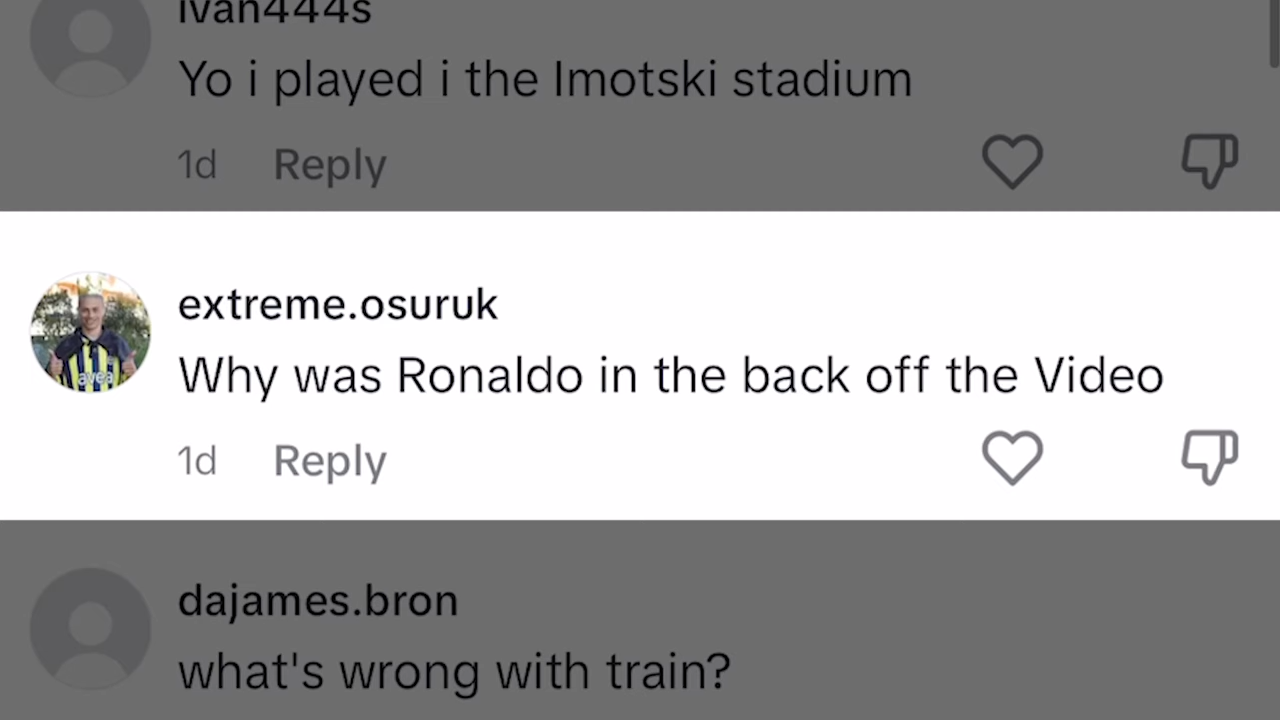 ivan444s
Yo i played i the Imotski stadium
1d Reply
extreme.osuruk
avea
Why was Ronaldo in the back off the Video
1d Reply
dajames.bron
what's wrong with train?